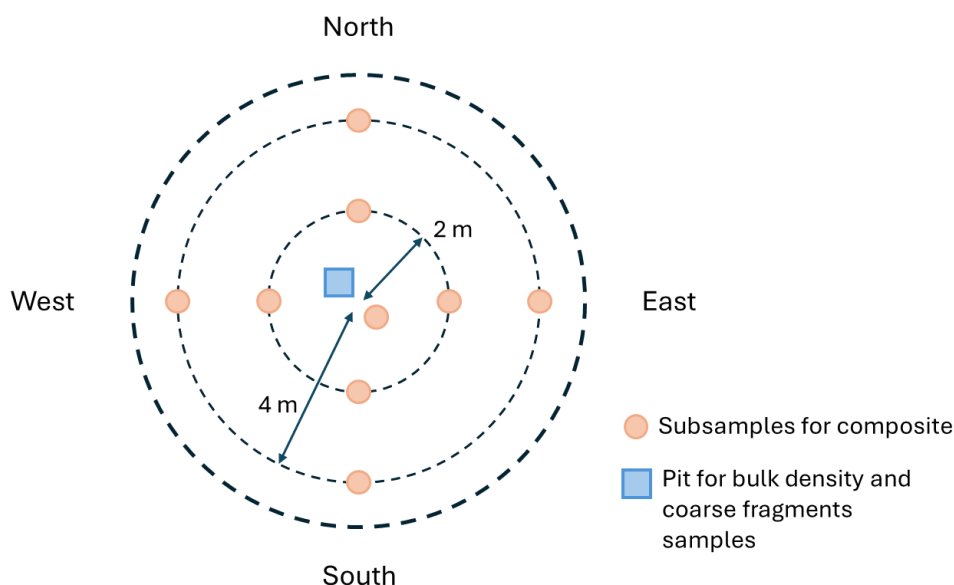 North
2 m
West
East
4 m
Subsamples for composite
Pit for bulk density and
coarse fragments
samples
South